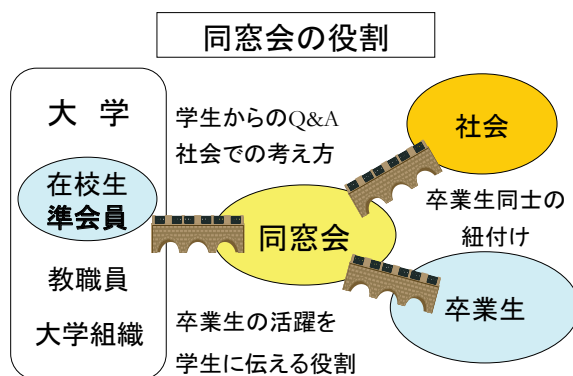 同窓会の役割
大 学
在校生
準会員
教職員
大学組織
学生からのQ&A
社会での考え方
同窓会
卒業生の活躍を
学生に伝える役割
社会
卒業生同士の
紐付け
卒業生